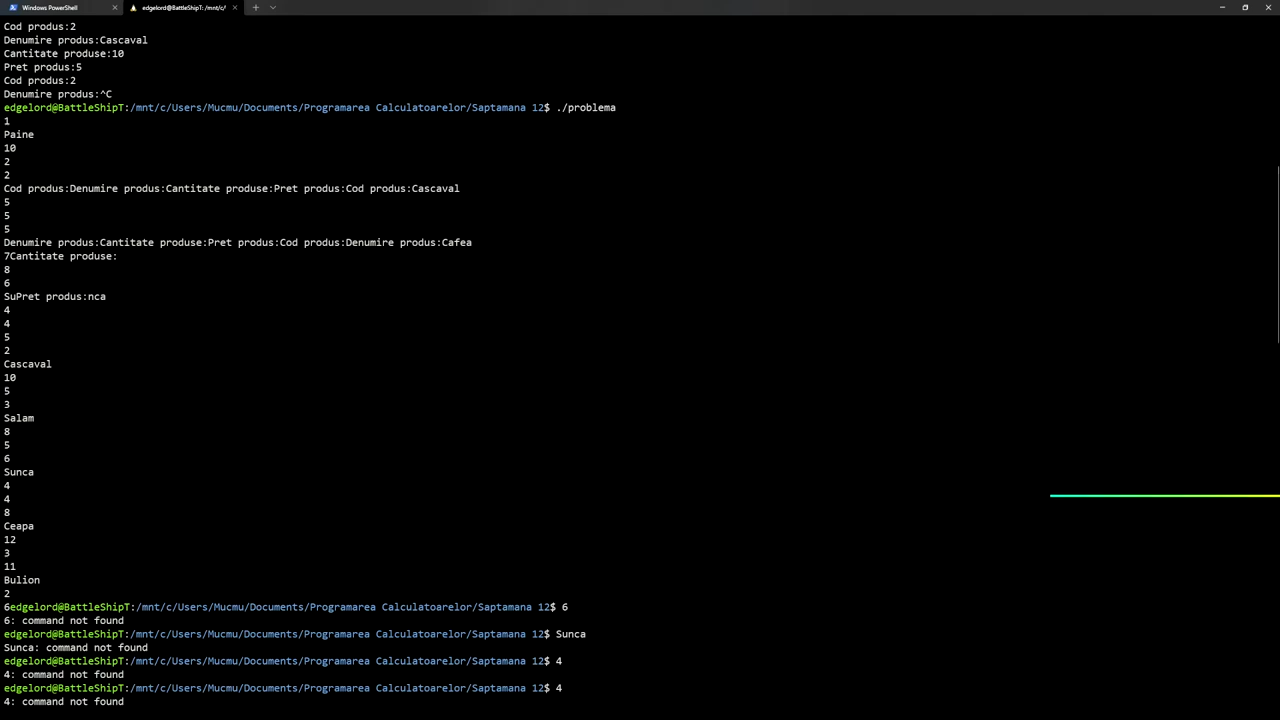 Windows PowerShell
edgelord@BattleShipT: /mnt/c/
Cod produs:2
Denumire produs:Cascaval
Cantitate produse:10
Pret produs:5
Cod produs:2
Denumire produs:^C
edgelord@BattleShipT:/mnt/c/Users/Mucmu/Documents/Programarea Calculatoarelor/Saptamana 12$ ./problema
1
Paine
10
2
2
Cod produs:Denumire produs:Cantitate produse:Pret produs:Cod produs:Cascaval
5
5
5
Denumire produs:Cantitate produse:Pret produs:Cod produs:Denumire produs:Cafea
7Cantitate produse:
8
6
SuPret produs:nca
4
4
5
2
Cascaval
10
5
3
Salam
8
5
6
Sunca
4
4
8
Ceapa
12
3
11
Bulion
2
6edgelord@BattleShipT:/mnt/c/Users/Mucmu/Documents/Programarea Calculatoarelor/Saptamana 12$ 6
6: command not found
edgelord@BattleShipT:/mnt/c/Users/Mucmu/Documents/Programarea Calculatoarelor/Saptamana 12$ Sunca
Sunca: command not found
edgelord@BattleShipT:/mnt/c/Users/Mucmu/Documents/Programarea Calculatoarelor/Saptamana 12$ 4
4: command not found
edgelord@BattleShipT:/mnt/c/Users/Mucmu/Documents/Programarea Calculatoarelor/Saptamana 12$ 4
4: command not found